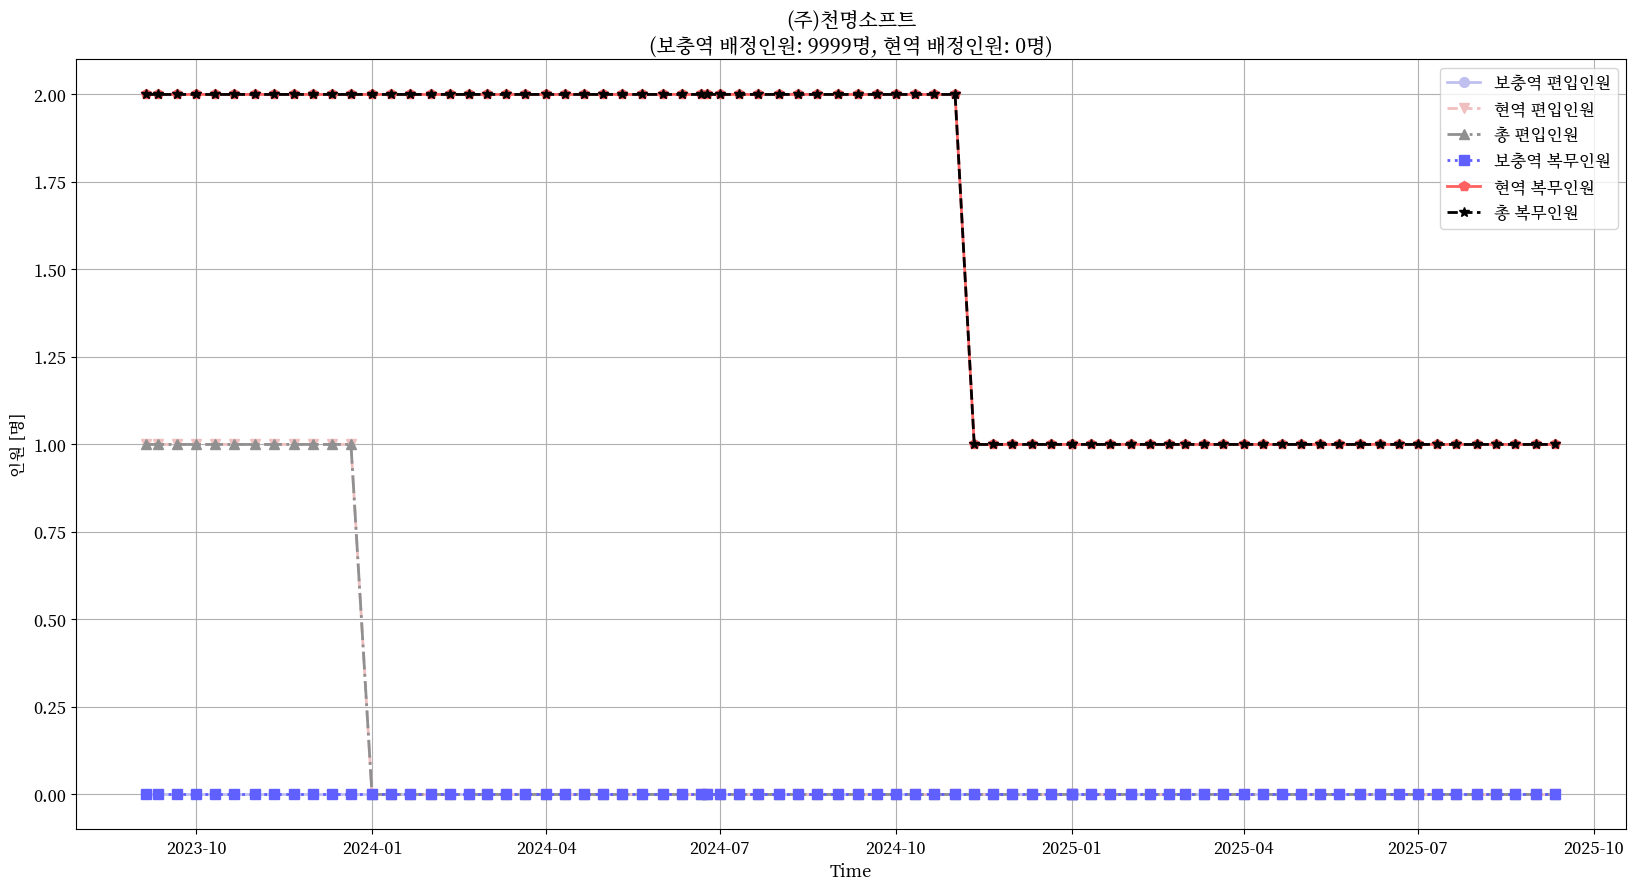 (주)천명소프트
(보충역 배정인원: 9999명, 현역 배정인원: 0명)
보충역 편입인원
현역 편입인원
총 편입인원
보충역 복무인원
현역 복무인원
총 복무인원
2.00
1.75
1.50
1.25
1.00
0.75
0.50
0.25
0.00
인원 [명]
2023-10
2024-01
2024-04
2024-07
2024-10
2025-01
2025-04
2025-07
2025-10
Time